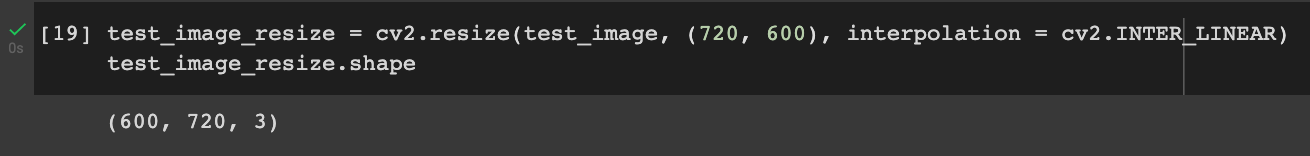 [19] test_image_resize = cv2.resize(test_image, (720, 600), interpolation = cv2.INTER_LINEAR)
0s
test_image_resize.shape
(600, 720, 3)